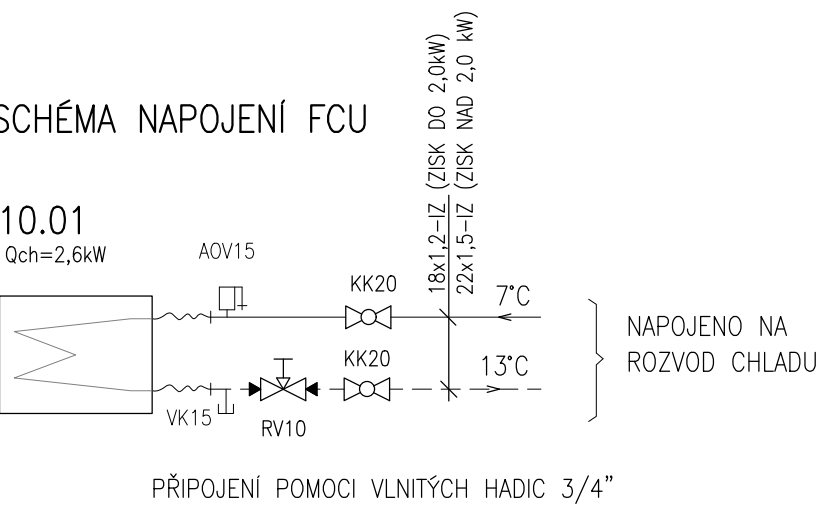 SCHÉMA NAPOJENÍ FCU
10.01
Qch=2,6kW
AOV15
KK20
18x1,2-IZ (ZISK DO 2,0kW)
22x1,5-IZ (ZISK NAD 2,0 kW)
7°C
KK20
13°C
NAPOJENO NA
ROZVOD CHLADU
VK15
RV10
PŘIPOJENÍ POMOCI VLNITÝCH HADIC 3/4"